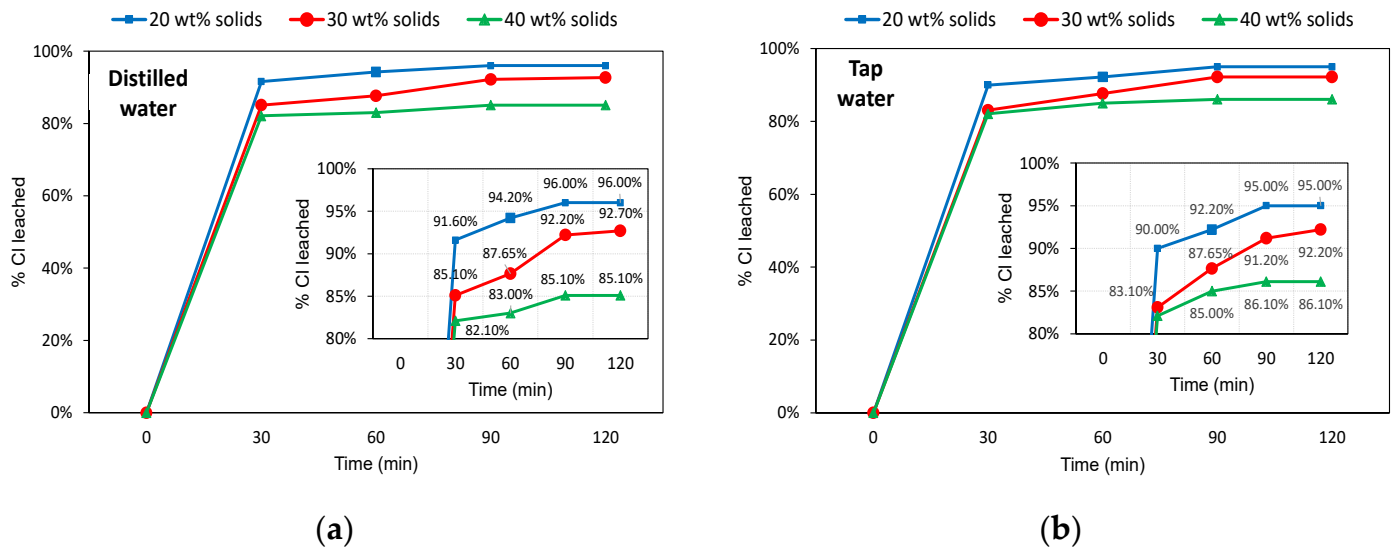 (a)
20 wt% solids 30 wt% solids 40 wt% solids
Distilled
water
% Cl leached
100%
80%
60%
40%
20%
0%
0 30 60 90 120
Time (min)
% Cl leached
100%
95%
90%
85%
80%
91.60% 94.20% 96.00% 96.00%
85.10% 87.65% 92.20% 92.70%
82.10% 83.00% 85.10% 85.10%
0 30 60 90 120
Time (min)
(a)
(b)
20 wt% solids 30 wt% solids 40 wt% solids
Tap
water
% Cl leached
100%
80%
60%
40%
20%
0%
0 30 60 90 120
Time (min)
% Cl leached
100%
95%
90%
85%
80%
90.00% 92.20% 95.00% 95.00%
83.10% 87.65% 91.20% 92.20%
85.00% 86.10% 86.10%
0 30 60 90 120
Time (min)
(b)